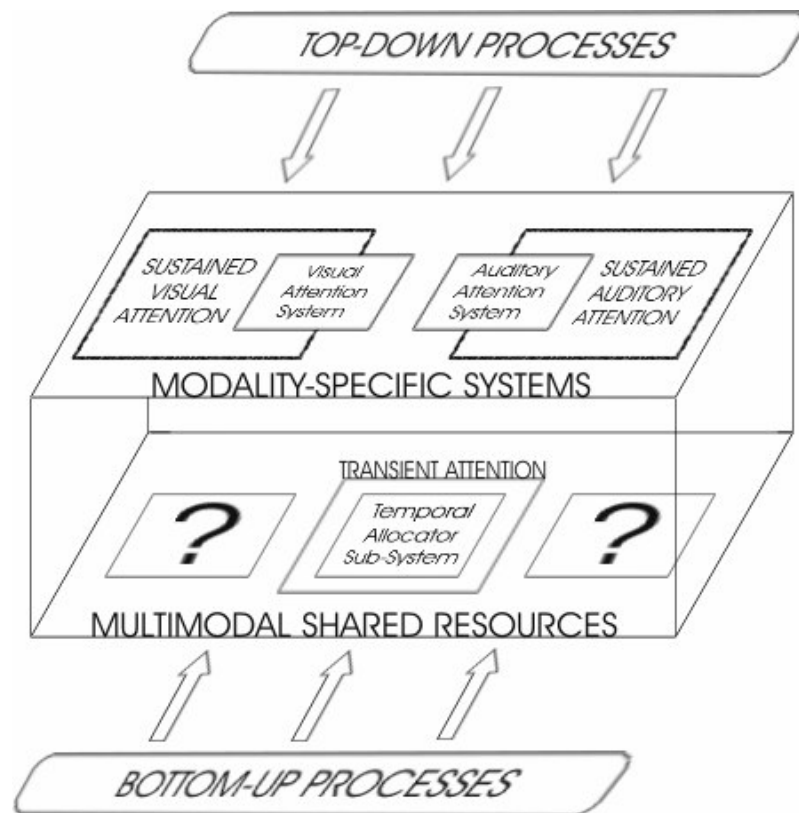 TOP-DOWN PROCESSES
SUSTAINED
VISUAL
ATTENTION
Visual
Attention
System
Auditory
Attention
System
SUSTAINED
AUDITORY
ATTENTION
MODALITY-SPECIFIC SYSTEMS
TRANSIENT ATTENTION
?
Temporal
Allocator
Sub-System
?
MULTIMODAL SHARED RESOURCES
BOTTOM-UP PROCESSES